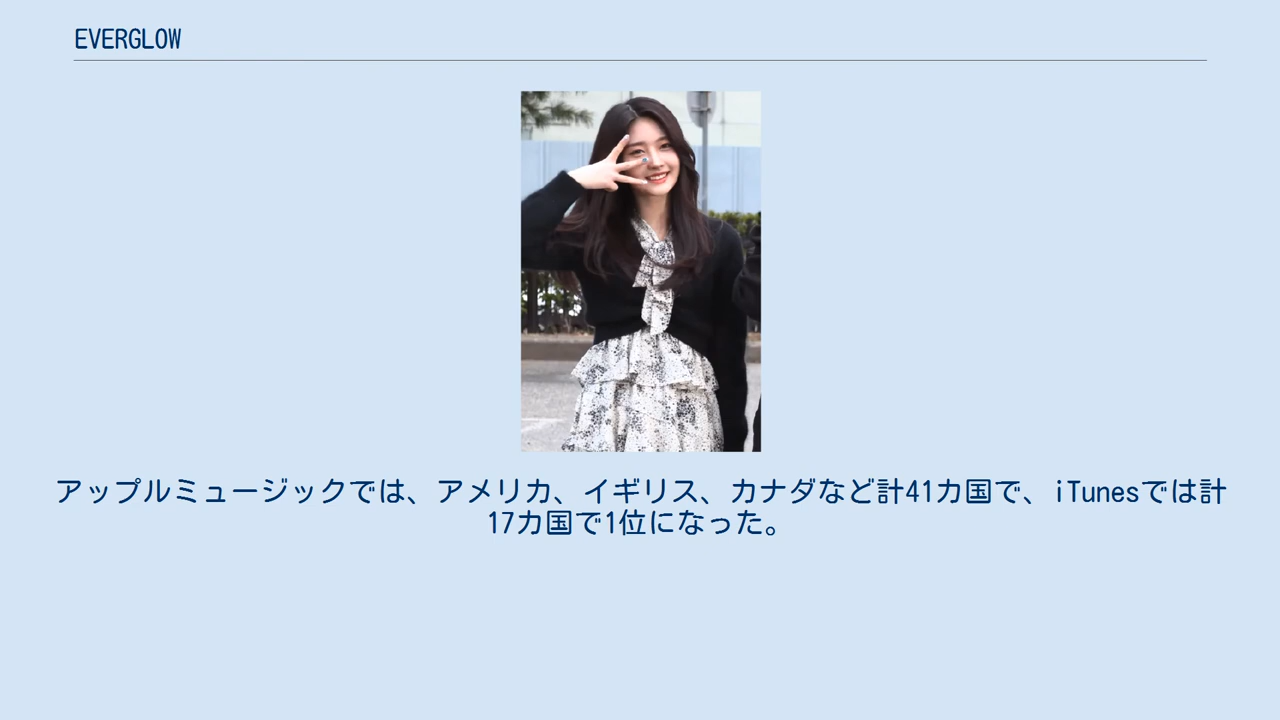 EVERGLOW
アップルミュージックでは、アメリカ、イギリス、カナダなど計41カ国で、iTunesでは計
17カ国で1位になった。